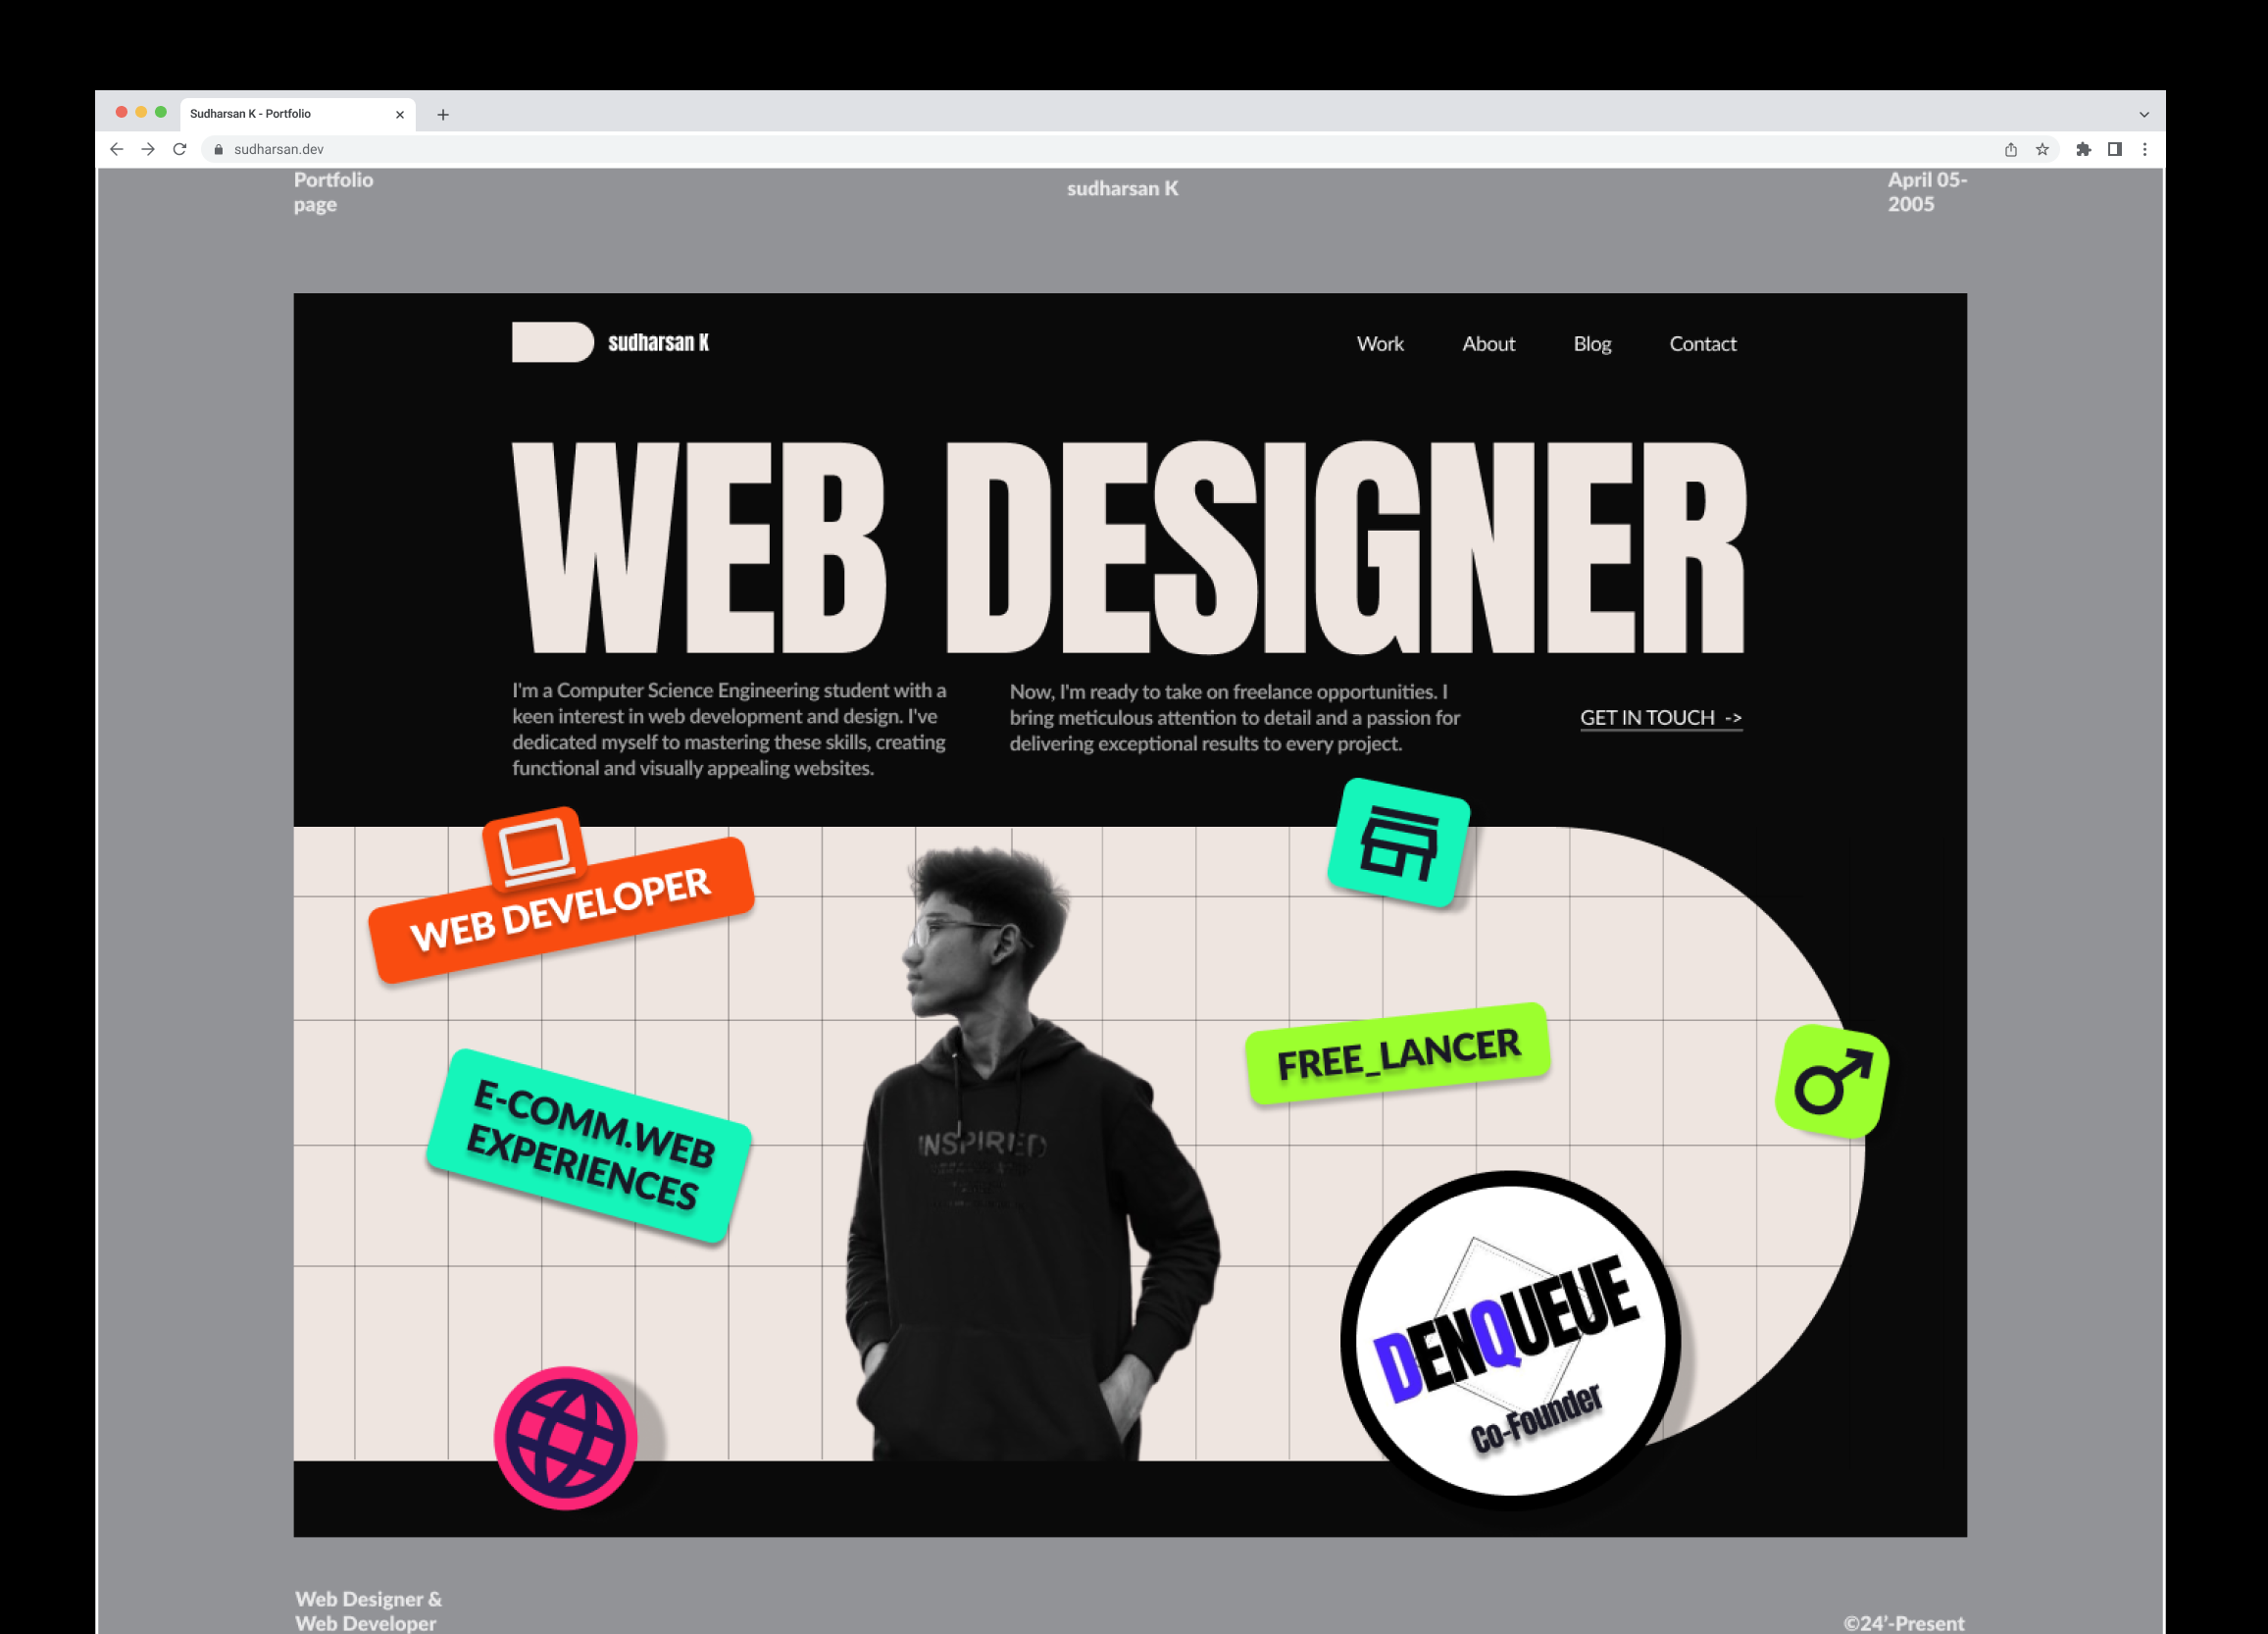 Sudharsan K - Portfolio
sudharsan.dev
Portfolio
page
sudharsan K
April 05-
2005
sudharsan K
Work
About
Blog
Contact
WEB DESIGNER
I'm a Computer Science Engineering student with a
keen interest in web development and design. I've
dedicated myself to mastering these skills, creating
functional and visually appealing websites.
Now, I'm ready to take on freelance opportunities. I
bring meticulous attention to detail and a passion for
delivering exceptional results to every project.
GET IN TOUCH ->
WEB DEVELOPER
E-COMM.WEB
EXPERIENCES
INSPIRED
FREE_LANCER
DENQUEUE
Co-Founder
Web Designer &
Web Developer
©24'-Present